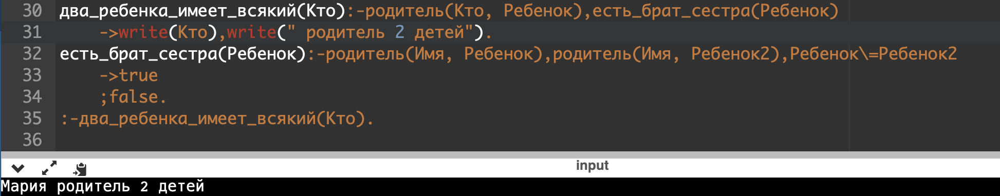 30 два_ребенка_имеет_всякий(Кто):-родитель(Кто, Ребенок),есть_брат_сестра(Ребенок)
31 ->write(Кто),write(" родитель 2 детей").
32 есть_брат_сестра(Ребенок):-родитель(Имя, Ребенок),родитель(Имя, Ребенок2),Ребенок\=Ребенок2
33 ->true
34 ;false.
35 :-два_ребенка_имеет_всякий(Кто).
36
input
Мария родитель 2 детей